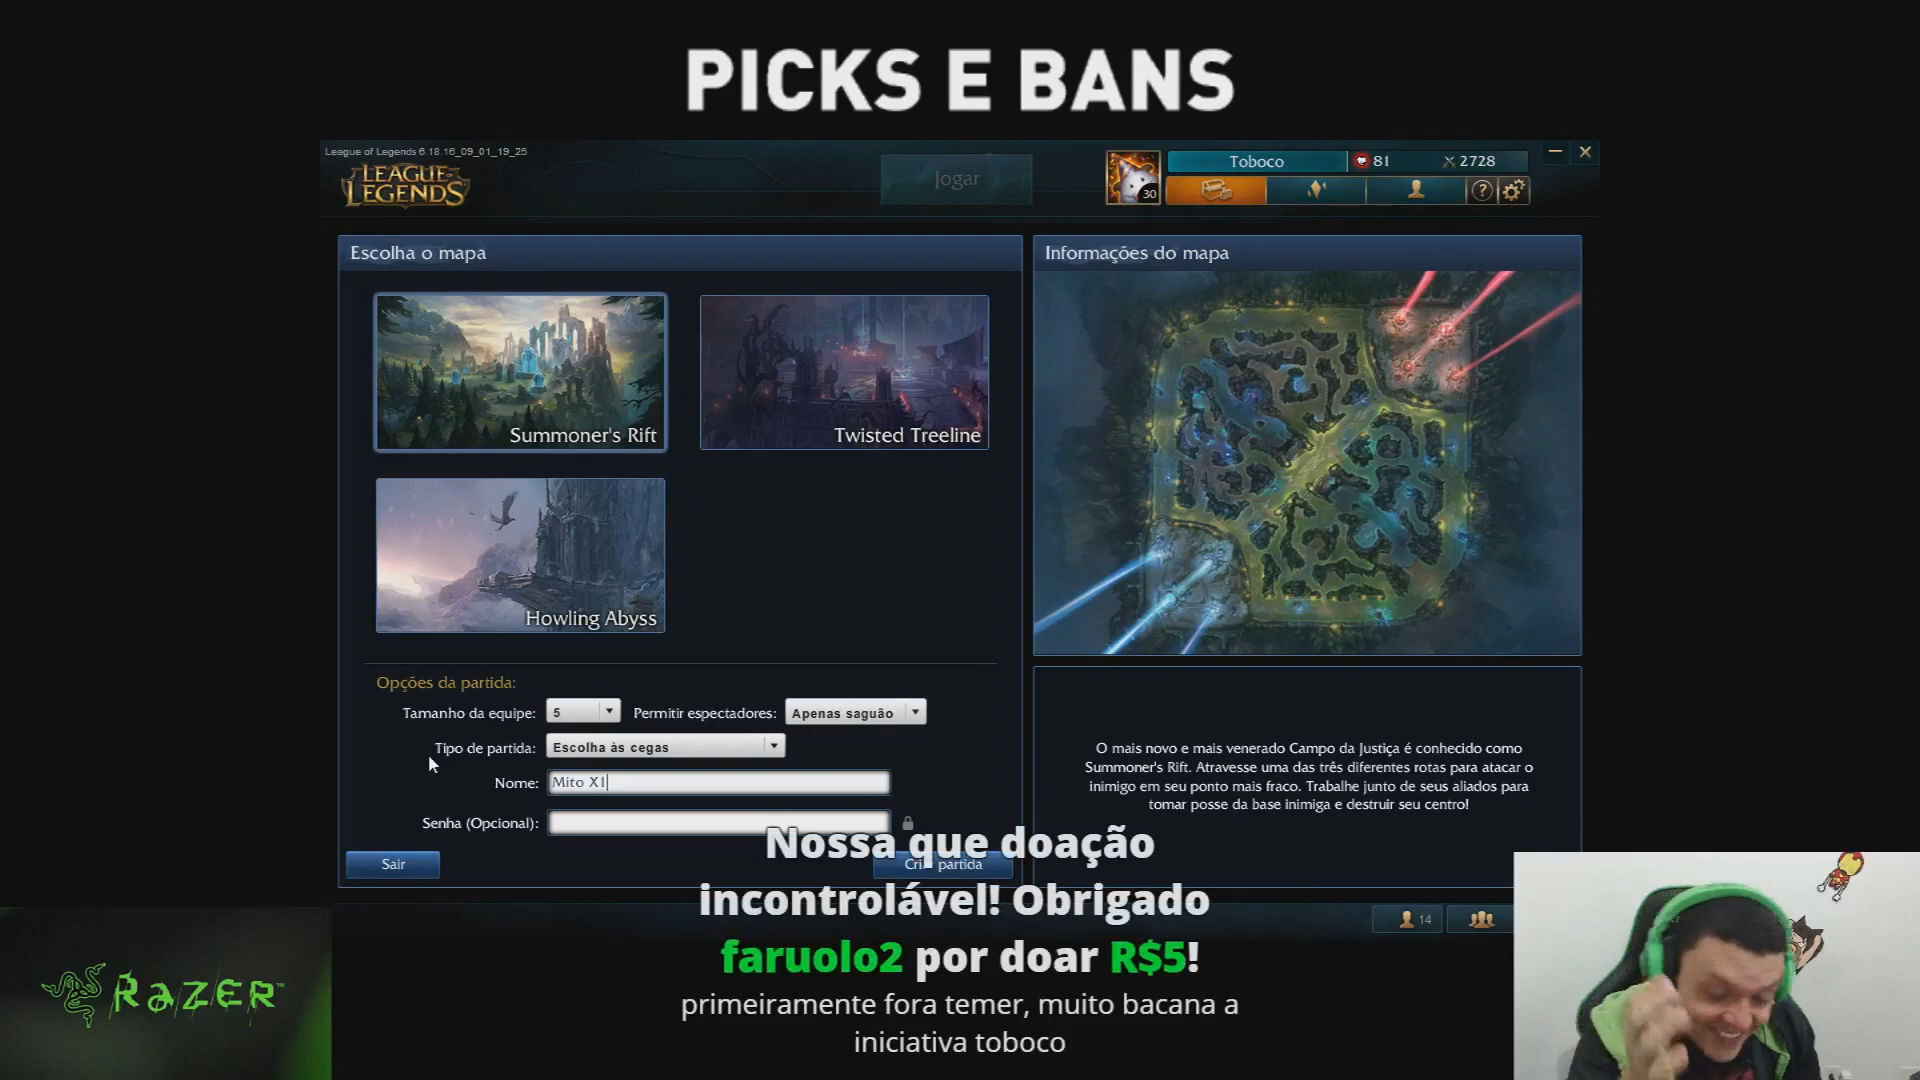 PICKS E BANS
League of Legends 6.18.16_09_01_19_25
LEAGUE OF LEGENDS
Jogar
30
Toboco
81
2728
?
Escolha o mapa
Informações do mapa
Summoner's Rift
Twisted Treeline
Howling Abyss
Opções da partida:
Tamanho da equipe: 5 Permitir espectadores: Apenas saguão
Tipo de partida: Escolha às cegas
Nome: Mito X1
Senha (Opcional):
Sair
Criar partida
O mais novo e mais venerado Campo da Justiça é conhecido como
Summoner's Rift. Atravesse uma das três diferentes rotas para atacar o
inimigo em seu ponto mais fraco. Trabalhe junto de seus aliados para
tomar posse da base inimiga e destruir seu centro!
Nossa que doação
incontrolável! Obrigado
faruolo2 por doar R$5!
primeiramente fora temer, muito bacana a
iniciativa toboco
14
RAZER™